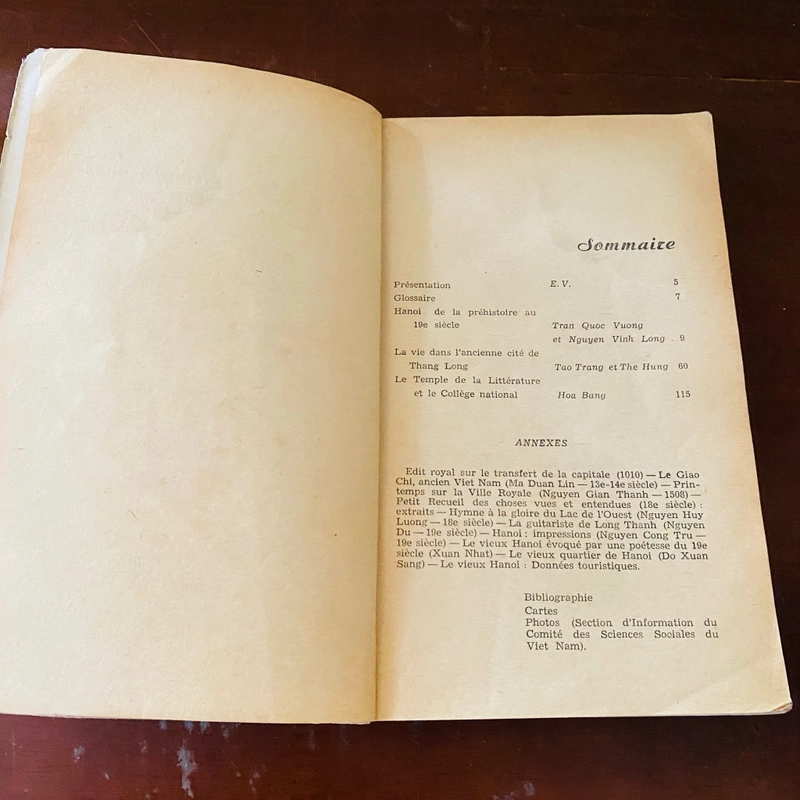 Sommaire
Présentation E. V. 5
Glossaire 7
Hanoi de la préhistoire au
19e siècle Tran Quoc Vuong
et Nguyen Vinh Long . 9
La vie dans l'ancienne cité de
Thang Long Tao Trang et The Hung 60
Le Temple de la Littérature
et le Collège national Hoa Bang 115
ANNEXES
Edit royal sur le transfert de la capitale (1010) — Le Giao
Chi, ancien Viet Nam (Ma Duan Lin — 13e-14e siècle) — Prin-
temps sur la Ville Royale (Nguyen Gian Thanh — 1508) —
Petit Recueil des choses vues et entendues (18e siècle) :
extraits — Hymne à la gloire du Lac de l'Ouest (Nguyen Huy
Luong — 18e siècle) — La guitariste de Long Thanh (Nguyen
Du — 19e siècle) — Hanoi : impressions (Nguyen Cong Tru —
19e siècle) — Le vieux Hanoi évoqué par une poétesse du 19e
siècle (Xuan Nhat) — Le vieux quartier de Hanoi (Do Xuan
Sang) — Le vieux Hanoi : Données touristiques.
Bibliographie
Cartes
Photos (Section d'Information du
Comité des Sciences Sociales du
Viet Nam).